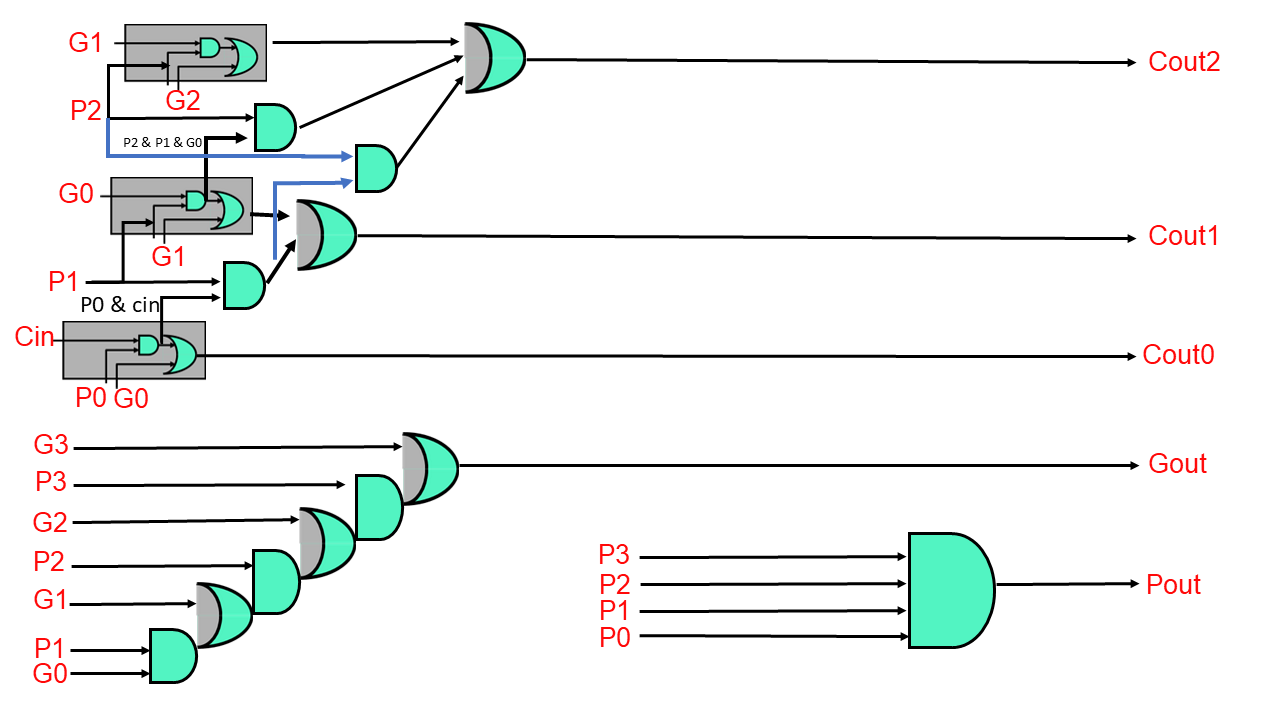 G1
Cout2
G2
P2
P2 & P1 & G0
G0
Cout1
G1
P1
P0 & cin
Cin
Cout0
P0 G0
G3
Gout
P3
G2
P2
P3
P2
Pout
G1
P1
P0
P1
G0